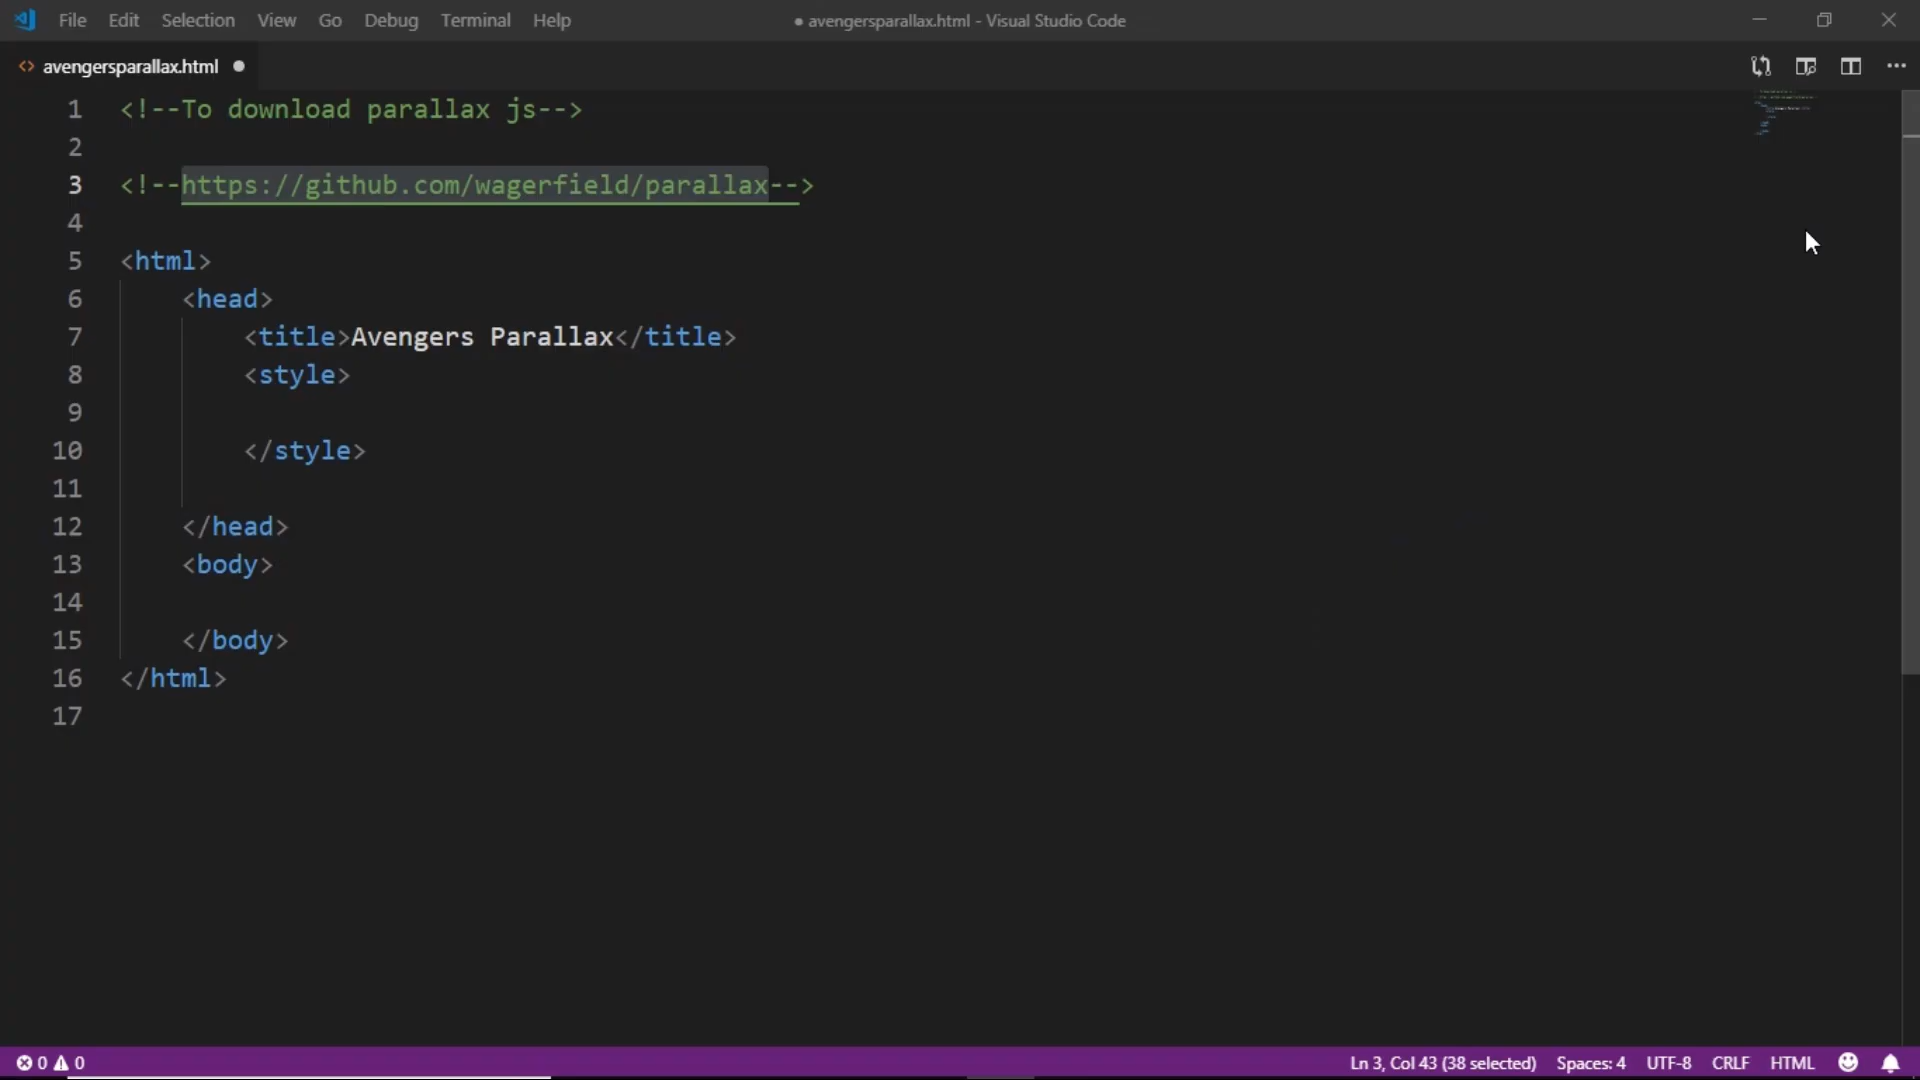 File Edit Selection View Go Debug Terminal Help
● avengersparallax.html - Visual Studio Code
<> avengersparallax.html ●
1 <!--To download parallax js-->
2
3 <!--https://github.com/wagerfield/parallax-->
4
5 <html>
6 <head>
7 <title>Avengers Parallax</title>
8 <style>
9
10 </style>
11
12 </head>
13 <body>
14
15 </body>
16 </html>
17
0 0
Ln 3, Col 43 (38 selected) Spaces: 4 UTF-8 CRLF HTML